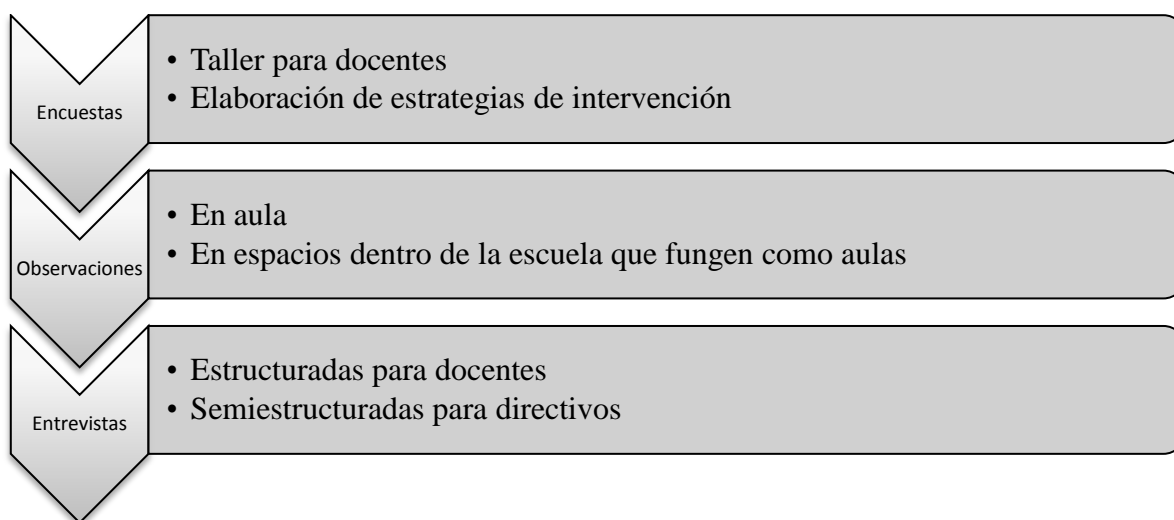 Encuestas
• Taller para docentes
• Elaboración de estrategias de intervención
Observaciones
• En aula
• En espacios dentro de la escuela que fungen como aulas
Entrevistas
• Estructuradas para docentes
• Semiestructuradas para directivos